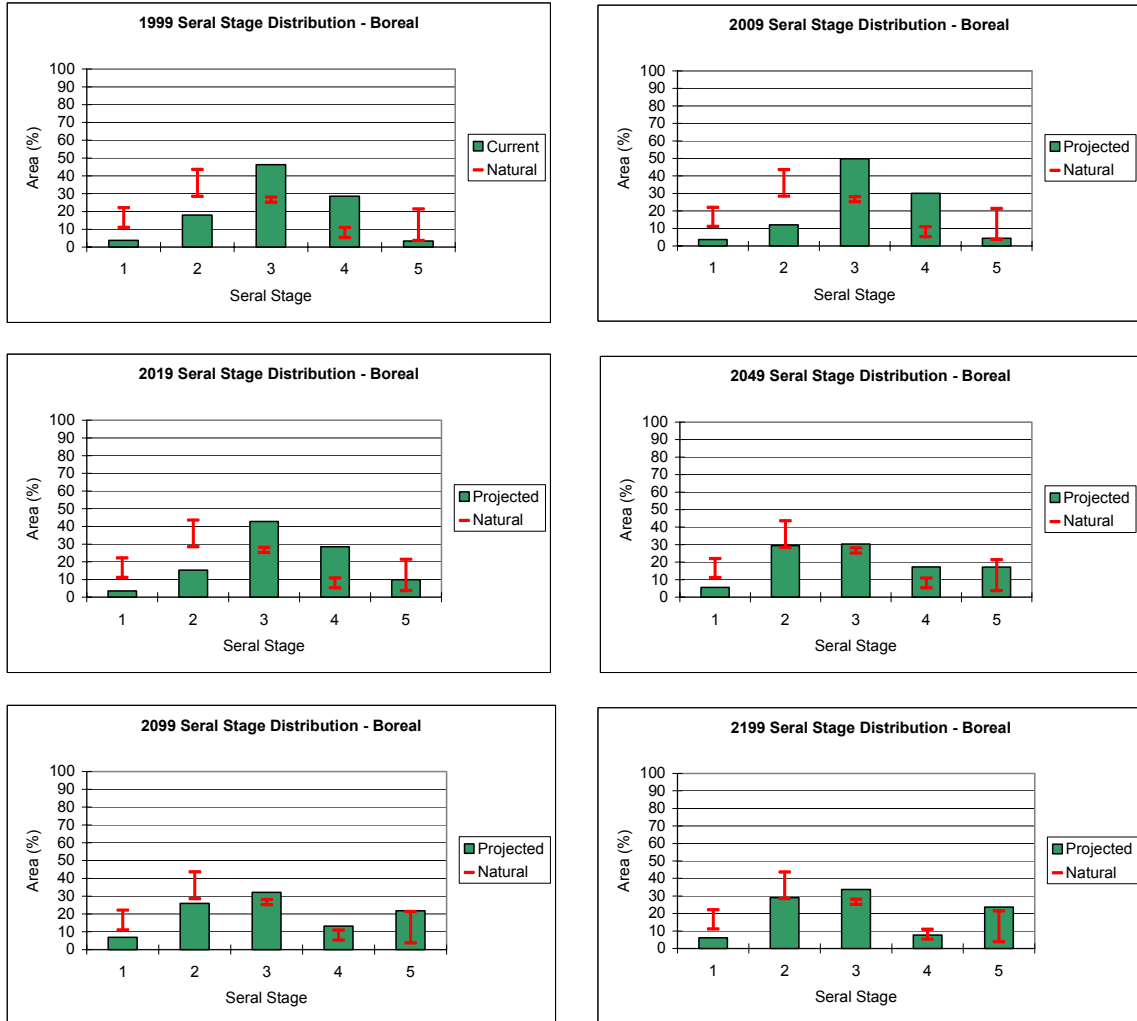 1999 Seral Stage Distribution - Boreal
100
90
80
70
60
50
40
30
20
10
0
Area (%)
1 2 3 4 5
Seral Stage
Current
Natural
2009 Seral Stage Distribution - Boreal
100
90
80
70
60
50
40
30
20
10
0
Area (%)
1 2 3 4 5
Seral Stage
Projected
Natural
2019 Seral Stage Distribution - Boreal
100
90
80
70
60
50
40
30
20
10
0
Area (%)
1 2 3 4 5
Seral Stage
Projected
Natural
2049 Seral Stage Distribution - Boreal
100
90
80
70
60
50
40
30
20
10
0
Area (%)
1 2 3 4 5
Seral Stage
Projected
Natural
2099 Seral Stage Distribution - Boreal
100
90
80
70
60
50
40
30
20
10
0
Area (%)
1 2 3 4 5
Seral Stage
Projected
Natural
2199 Seral Stage Distribution - Boreal
100
90
80
70
60
50
40
30
20
10
0
Area (%)
1 2 3 4 5
Seral Stage
Projected
Natural